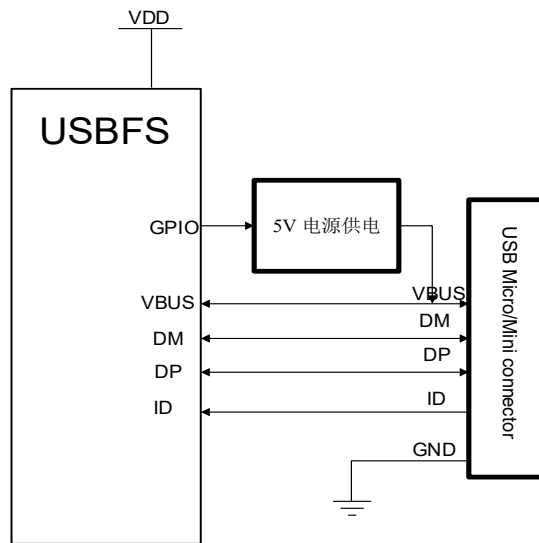 VDD
USBFS
GPIO
5V 电源供电
VBUS
VBUS
DM
DM
DP
DP
ID
ID
GND
USB Micro/Mini connector